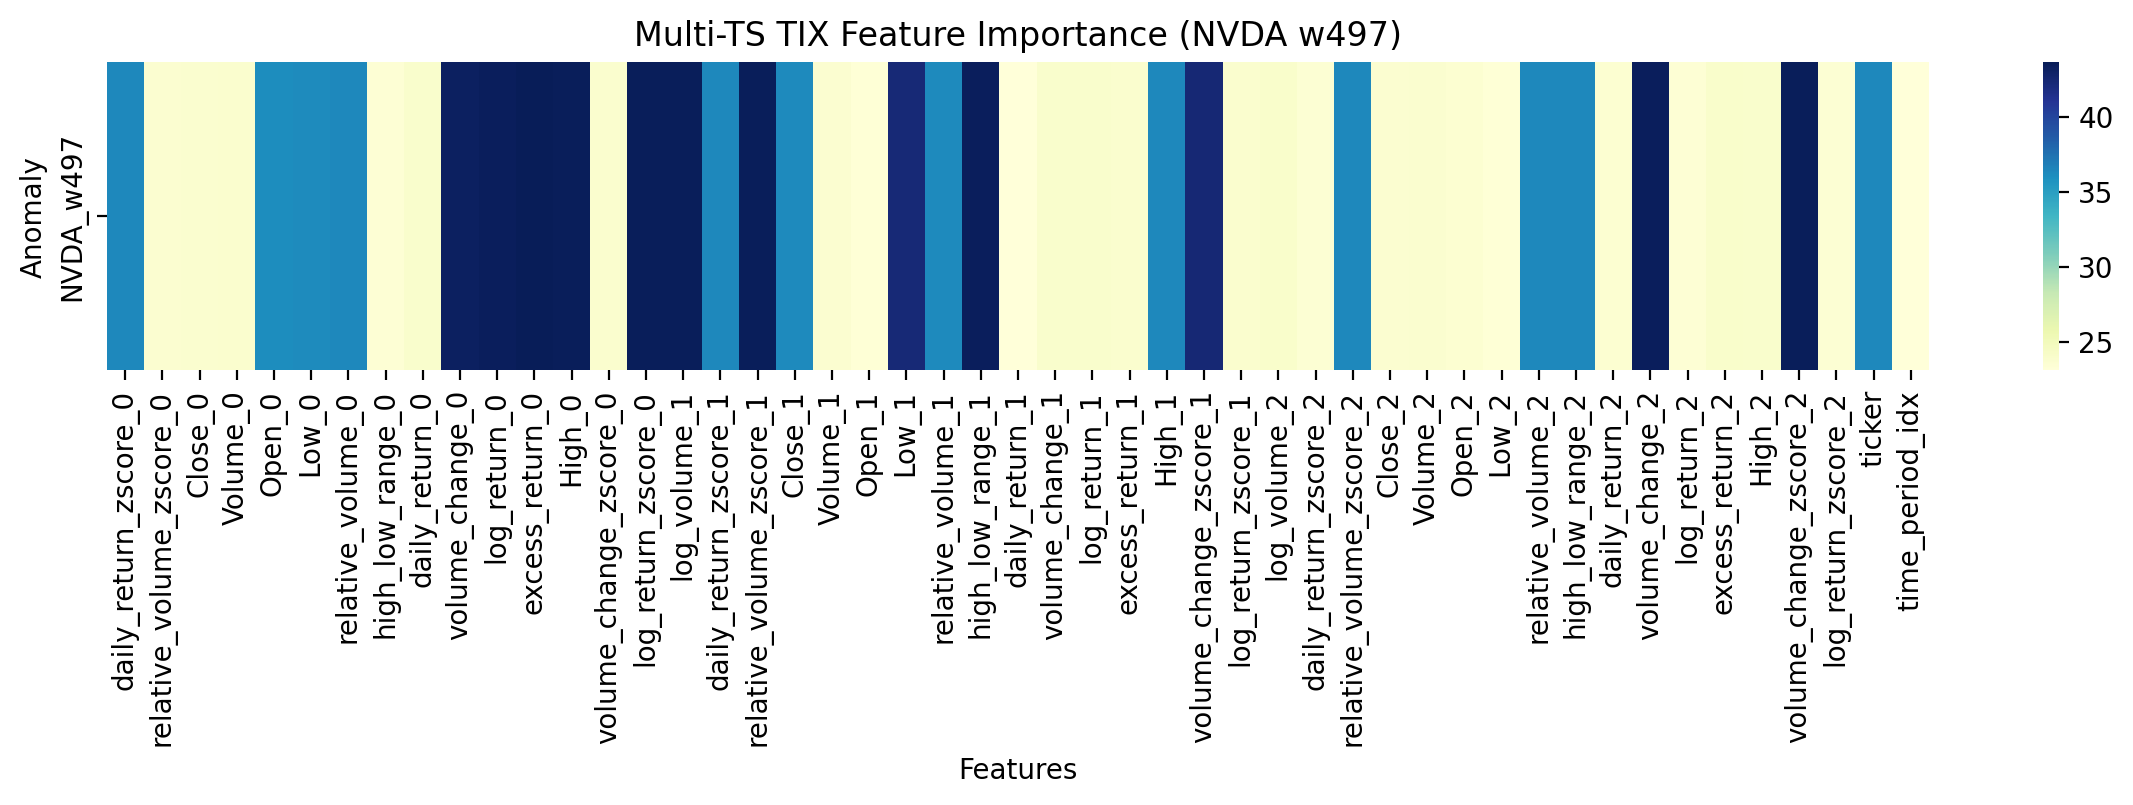 Multi-TS TIX Feature Importance (NVDA w497)
Anomaly
NVDA_w497
40
35
30
25
daily_return_zscore_0
relative_volume_zscore_0
Close_0
Volume_0
Open_0
Low_0
relative_volume_0
high_low_range_0
daily_return_0
volume_change_0
log_return_0
excess_return_0
High_0
volume_change_zscore_0
log_return_zscore_0
log_volume_1
daily_return_zscore_1
relative_volume_zscore_1
Close_1
Volume_1
Open_1
Low_1
relative_volume_1
high_low_range_1
daily_return_1
volume_change_1
log_return_1
excess_return_1
High_1
volume_change_zscore_1
log_return_zscore_1
log_volume_2
daily_return_zscore_2
relative_volume_zscore_2
Close_2
Volume_2
Open_2
Low_2
relative_volume_2
high_low_range_2
daily_return_2
volume_change_2
log_return_2
excess_return_2
High_2
volume_change_zscore_2
log_return_zscore_2
ticker
time_period_idx
Features